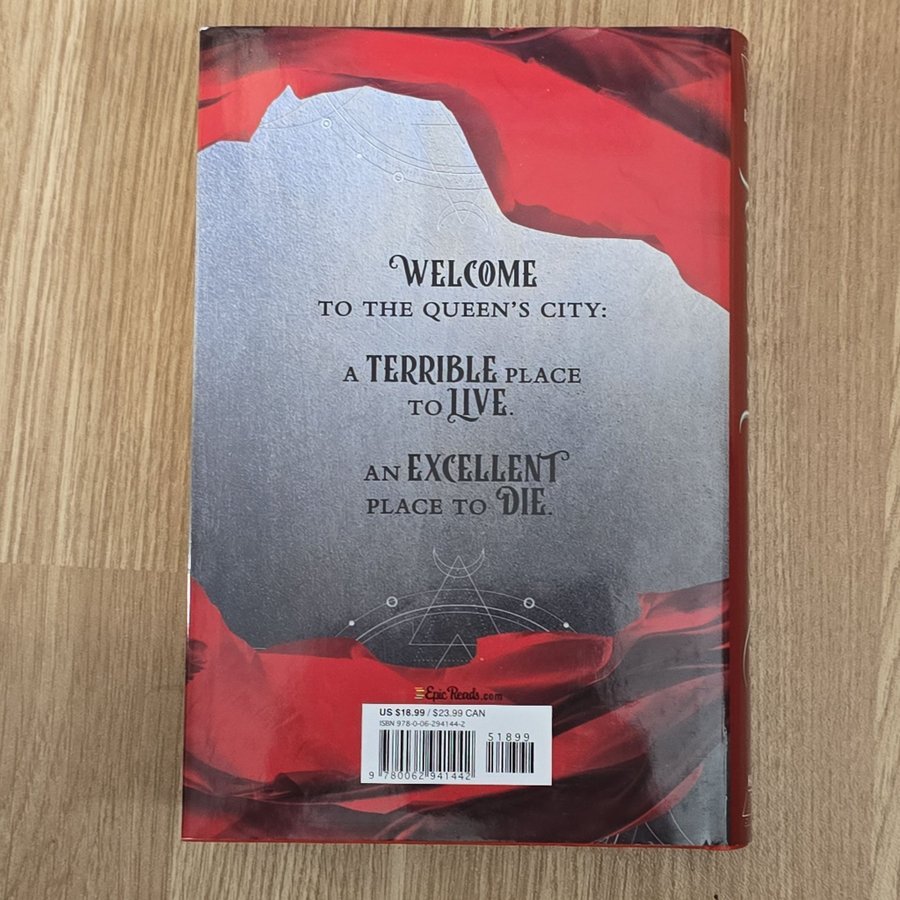 WELCOME
TO THE QUEEN'S CITY:
A TERRIBLE PLACE
TO LIVE.
AN EXCELLENT
PLACE TO DIE.
EpicReads.com
US $18.99 / $23.99 CAN
ISBN 978-0-06-294144-2
51899
9 780062 941442